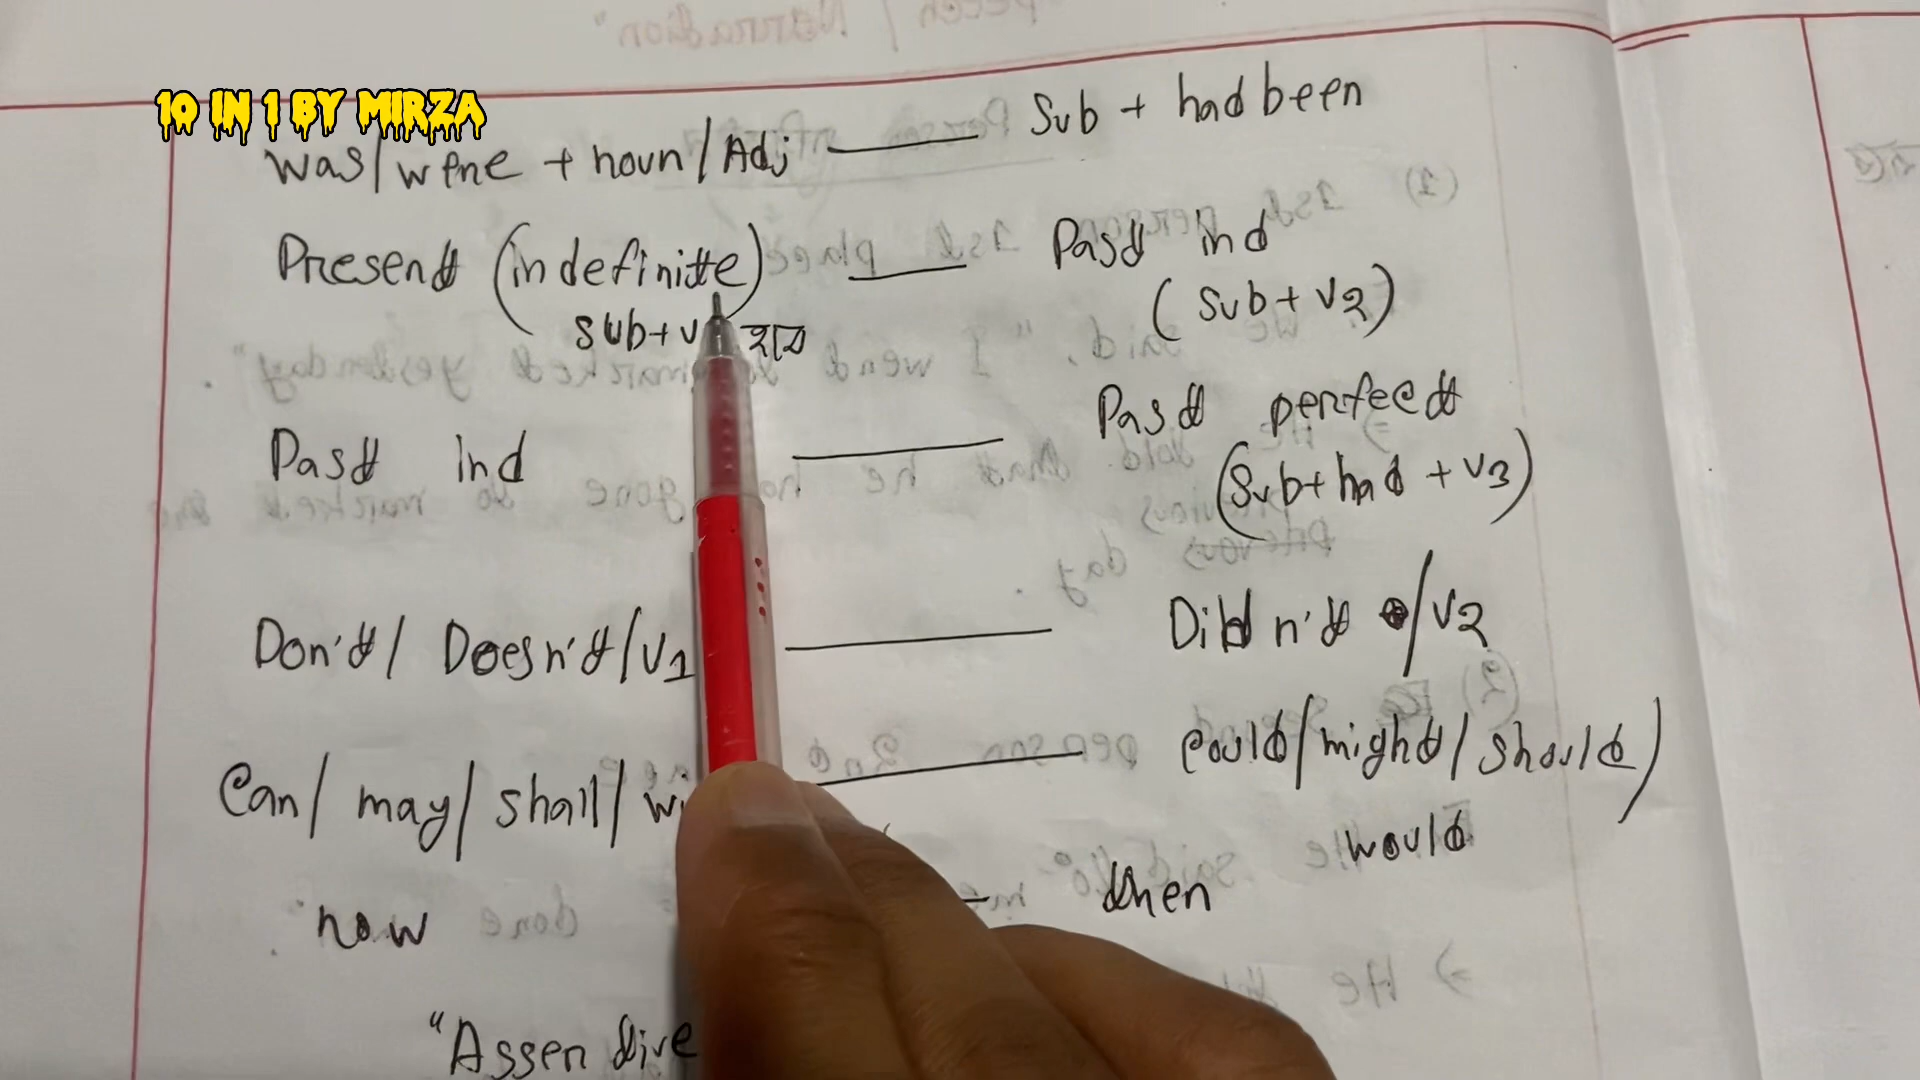 10 IN 1 BY MIRZA
was/were + noun/Adj —— Sub + had been
Present (indefinite) —— Past ind
sub+v
(Sub+v2)
Past ind —— Past perfect
(Sub+had+v3)
Don't/ Doesn't/v1 —— Didn't /v2
Can/ may/ shall/ —— Could/might/should/
would
now — then
"Assertive